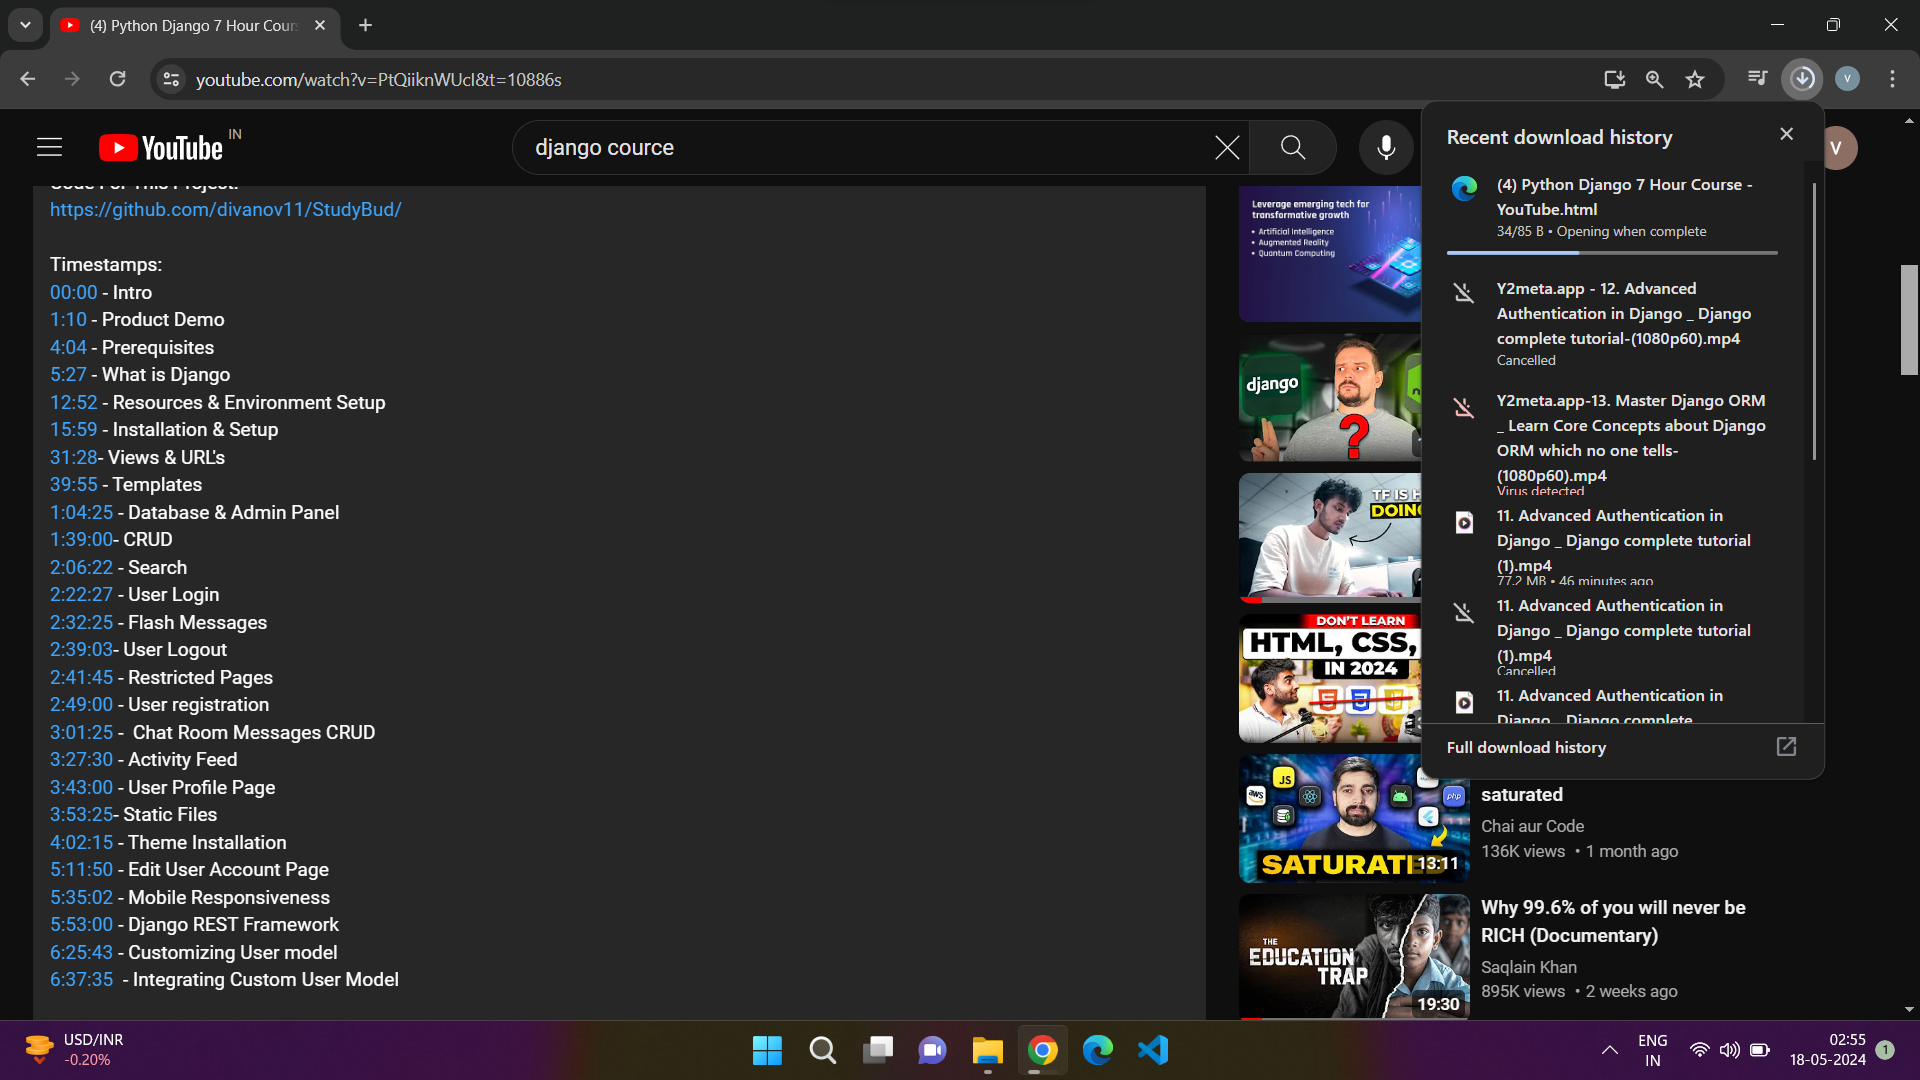 (4) Python Django 7 Hour Cour
youtube.com/watch?v=PtQiiknWUcI&t=10886s
V
YouTube IN
django cource
V
Code For This Project:
https://github.com/divanov11/StudyBud/
Timestamps:
00:00 - Intro
1:10 - Product Demo
4:04 - Prerequisites
5:27 - What is Django
12:52 - Resources & Environment Setup
15:59 - Installation & Setup
31:28- Views & URL's
39:55 - Templates
1:04:25 - Database & Admin Panel
1:39:00- CRUD
2:06:22 - Search
2:22:27 - User Login
2:32:25 - Flash Messages
2:39:03- User Logout
2:41:45 - Restricted Pages
2:49:00 - User registration
3:01:25 -  Chat Room Messages CRUD
3:27:30 - Activity Feed
3:43:00 - User Profile Page
3:53:25- Static Files
4:02:15 - Theme Installation
5:11:50 - Edit User Account Page
5:35:02 - Mobile Responsiveness
5:53:00 - Django REST Framework
6:25:43 - Customizing User model
6:37:35  - Integrating Custom User Model
Leverage emerging tech for
transformative growth
• Artificial Intelligence
• Augmented Reality
• Quantum Computing
django
?
TF IS H
DOIN
DON'T LEARN
HTML, CSS,
IN 2024
JS
aws
php
SATURATED
13:11
saturated
Chai aur Code
136K views • 1 month ago
THE
EDUCATION
TRAP
19:30
Why 99.6% of you will never be
RICH (Documentary)
Saqlain Khan
895K views • 2 weeks ago
Recent download history
(4) Python Django 7 Hour Course -
YouTube.html
34/85 B • Opening when complete
Y2meta.app - 12. Advanced
Authentication in Django _ Django
complete tutorial-(1080p60).mp4
Cancelled
Y2meta.app-13. Master Django ORM
_ Learn Core Concepts about Django
ORM which no one tells-
(1080p60).mp4
Virus detected
11. Advanced Authentication in
Django _ Django complete tutorial
(1).mp4
77.2 MB • 46 minutes ago
11. Advanced Authentication in
Django _ Django complete tutorial
(1).mp4
Cancelled
11. Advanced Authentication in
Django _ Django complete
Full download history
USD/INR
-0.20%
ENG
IN
02:55
18-05-2024
1